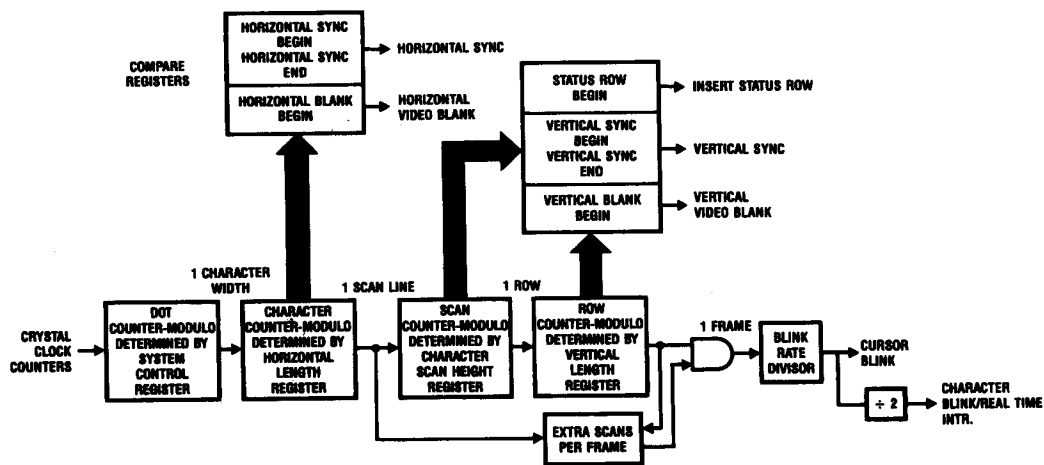 HORIZONTAL SYNC
BEGIN
HORIZONTAL SYNC
END
HORIZONTAL BLANK
BEGIN
COMPARE
REGISTERS
HORIZONTAL SYNC
HORIZONTAL
VIDEO BLANK
STATUS ROW
BEGIN
VERTICAL SYNC
BEGIN
VERTICAL SYNC
END
VERTICAL BLANK
BEGIN
INSERT STATUS ROW
VERTICAL SYNC
VERTICAL
VIDEO BLANK
1 CHARACTER
WIDTH
1 SCAN LINE
1 ROW
1 FRAME
CRYSTAL
CLOCK
COUNTERS
DOT
COUNTER-MODULO
DETERMINED BY
SYSTEM
CONTROL
REGISTER
CHARACTER
COUNTER-MODULO
DETERMINED BY
HORIZONTAL
LENGTH
REGISTER
SCAN
COUNTER-MODULO
DETERMINED BY
CHARACTER
SCAN HEIGHT
REGISTER
ROW
COUNTER-MODULO
DETERMINED BY
VERTICAL
LENGTH
REGISTER
BLINK
RATE
DIVISOR
CURSOR
BLINK
÷ 2
CHARACTER
BLINK/REAL TIME
INTR.
EXTRA SCANS
PER FRAME